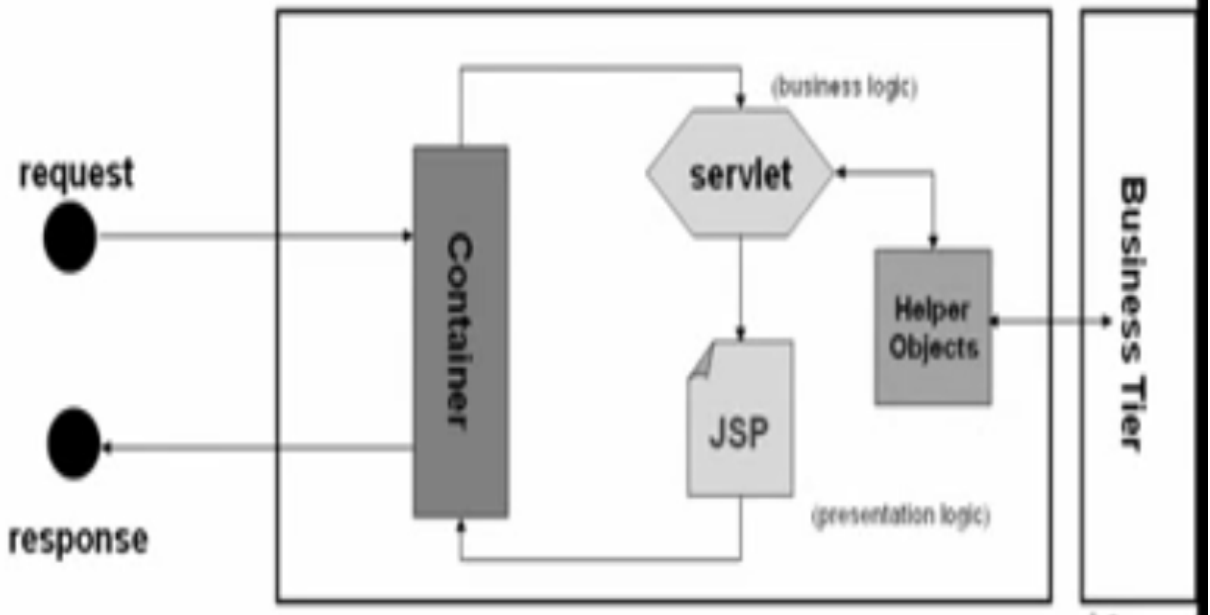 request
response
Container
(business logic)
servlet
Helper
Objects
JSP
(presentation logic)
Business Tier